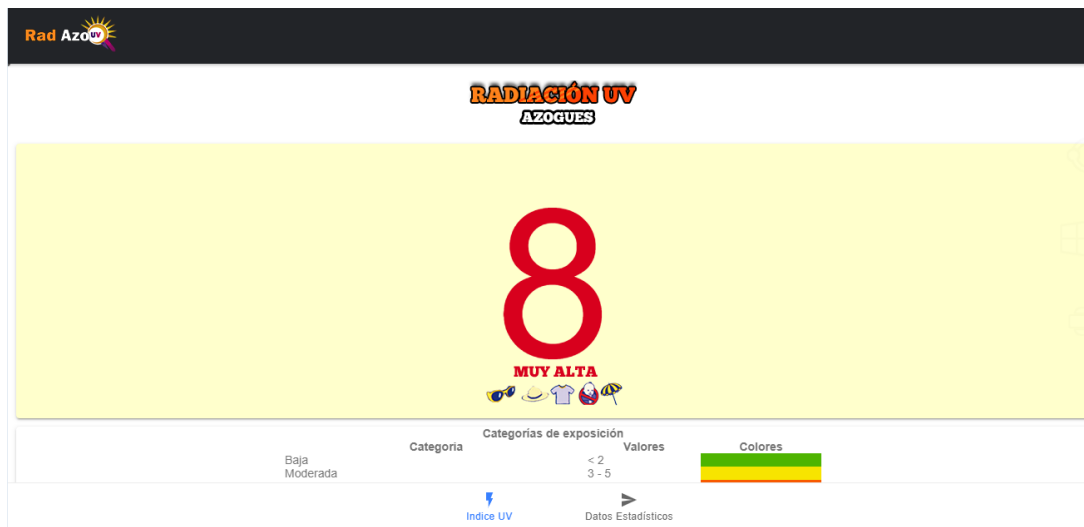 Rad Azo UV
RADIACIÓN UV
AZOGUES
8
MUY ALTA
Categorías de exposición
Categoría Valores Colores
Baja < 2
Moderada 3 - 5
Indice UV Datos Estadísticos